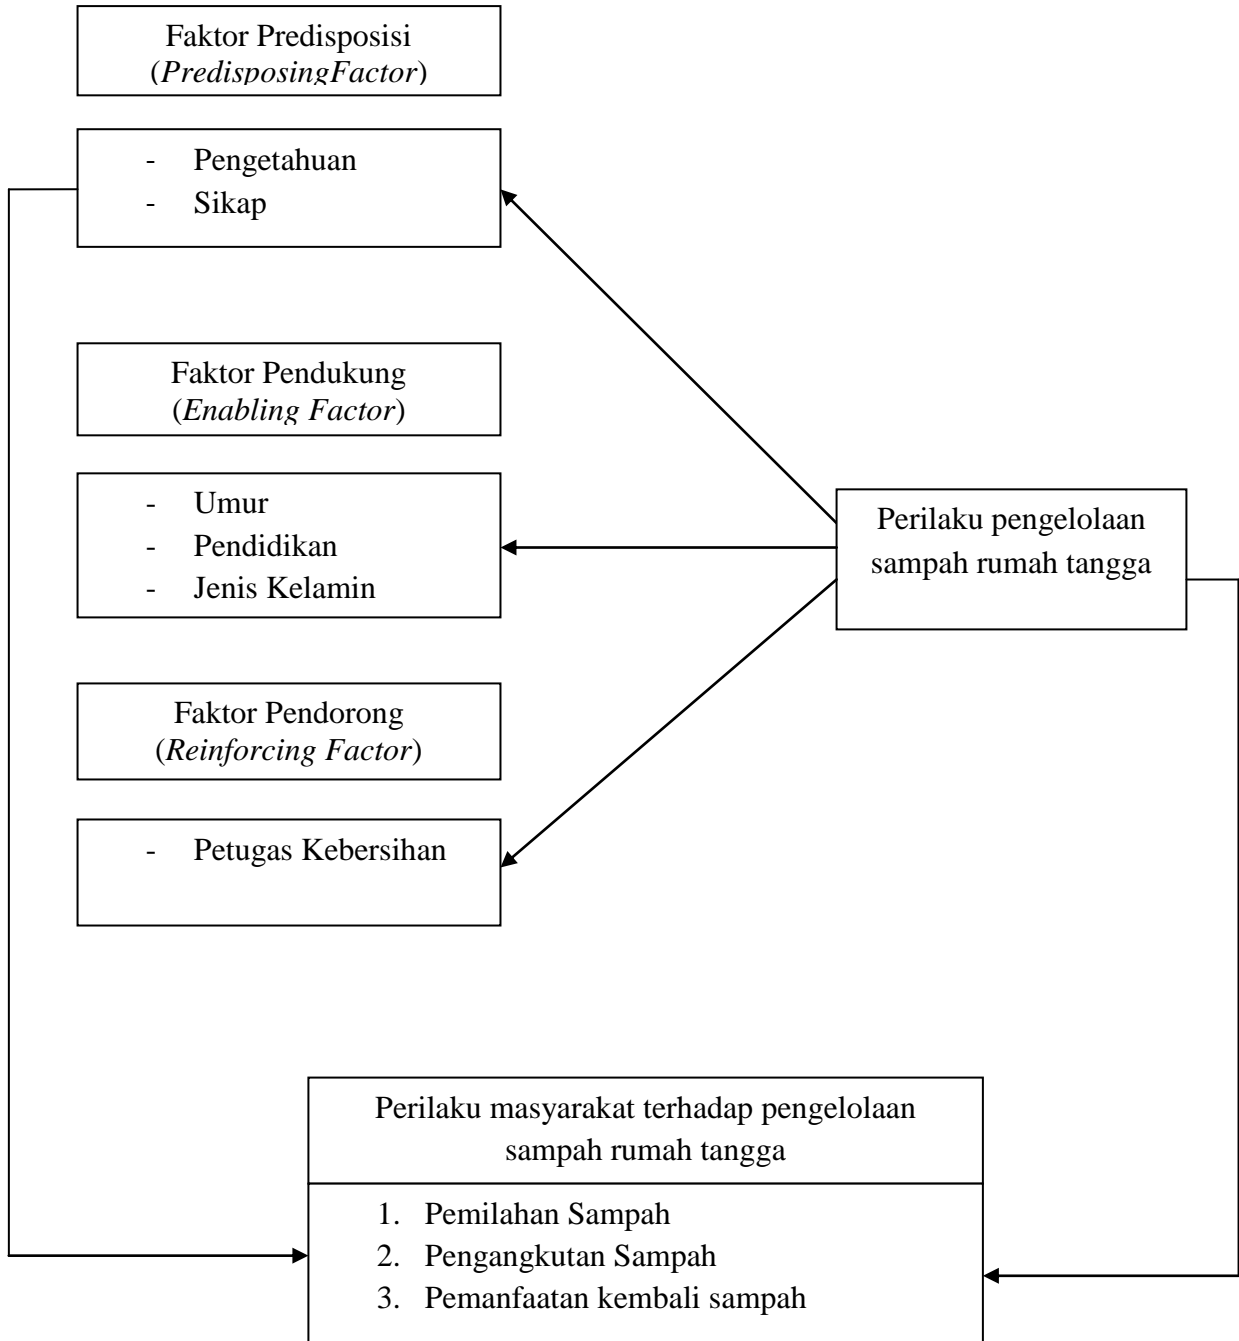 Faktor Predisposisi
(PredisposingFactor)
- Pengetahuan
- Sikap
Faktor Pendukung
(Enabling Factor)
- Umur
- Pendidikan
- Jenis Kelamin
Perilaku pengelolaan
sampah rumah tangga
Faktor Pendorong
(Reinforcing Factor)
- Petugas Kebersihan
Perilaku masyarakat terhadap pengelolaan
sampah rumah tangga
1. Pemilahan Sampah
2. Pengangkutan Sampah
3. Pemanfaatan kembali sampah